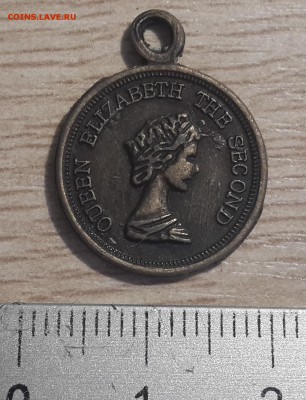 COINS.LAVE.RU
QUEEN ELIZABETH THE SECOND
0 1 2